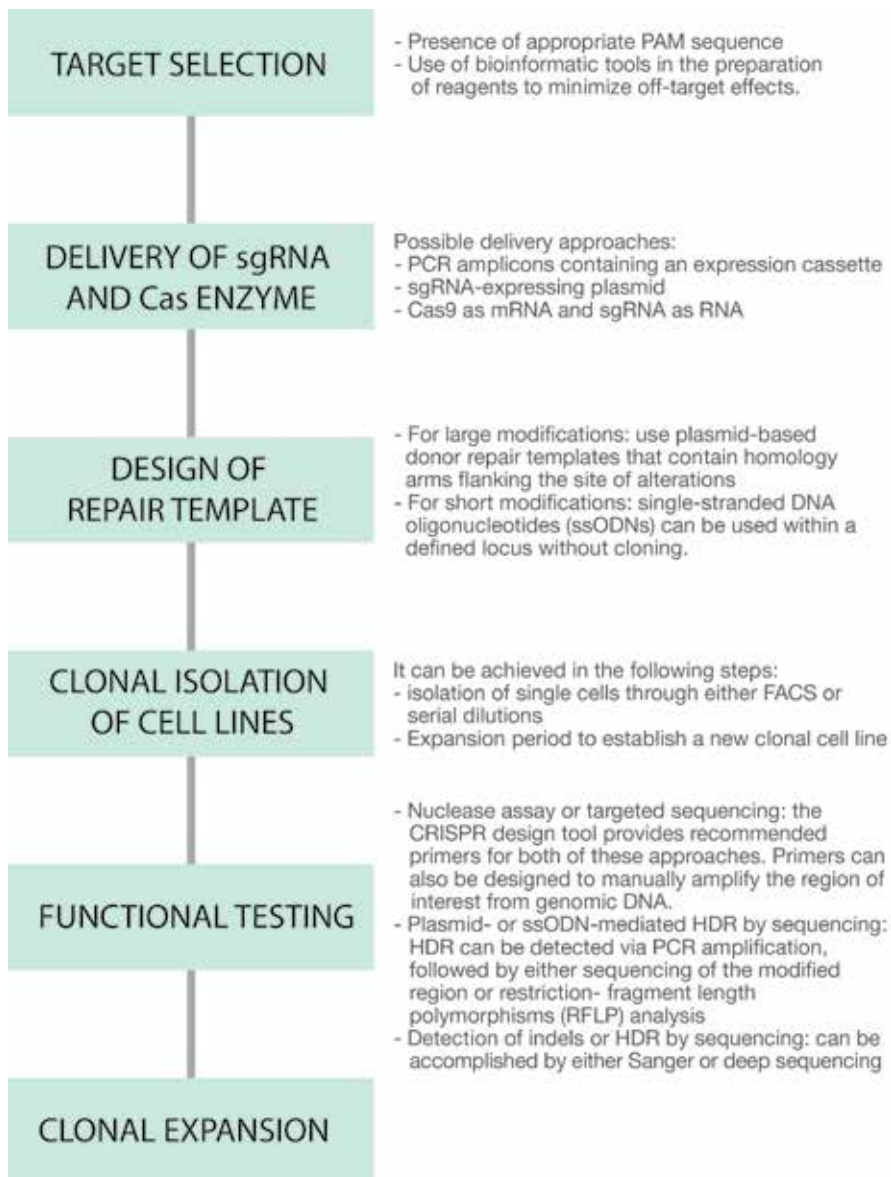 TARGET SELECTION
- Presence of appropriate PAM sequence
- Use of bioinformatic tools in the preparation
of reagents to minimize off-target effects.
DELIVERY OF sgRNA
AND Cas ENZYME
Possible delivery approaches:
- PCR amplicons containing an expression cassette
- sgRNA-expressing plasmid
- Cas9 as mRNA and sgRNA as RNA
DESIGN OF
REPAIR TEMPLATE
- For large modifications: use plasmid-based
donor repair templates that contain homology
arms flanking the site of alterations
- For short modifications: single-stranded DNA
oligonucleotides (ssODNs) can be used within a
defined locus without cloning.
CLONAL ISOLATION
OF CELL LINES
It can be achieved in the following steps:
- isolation of single cells through either FACS or
serial dilutions
- Expansion period to establish a new clonal cell line
FUNCTIONAL TESTING
- Nuclease assay or targeted sequencing: the
CRISPR design tool provides recommended
primers for both of these approaches. Primers can
also be designed to manually amplify the region of
interest from genomic DNA.
- Plasmid- or ssODN-mediated HDR by sequencing:
HDR can be detected via PCR amplification,
followed by either sequencing of the modified
region or restriction- fragment length
polymorphisms (RFLP) analysis
- Detection of indels or HDR by sequencing: can be
accomplished by either Sanger or deep sequencing
CLONAL EXPANSION